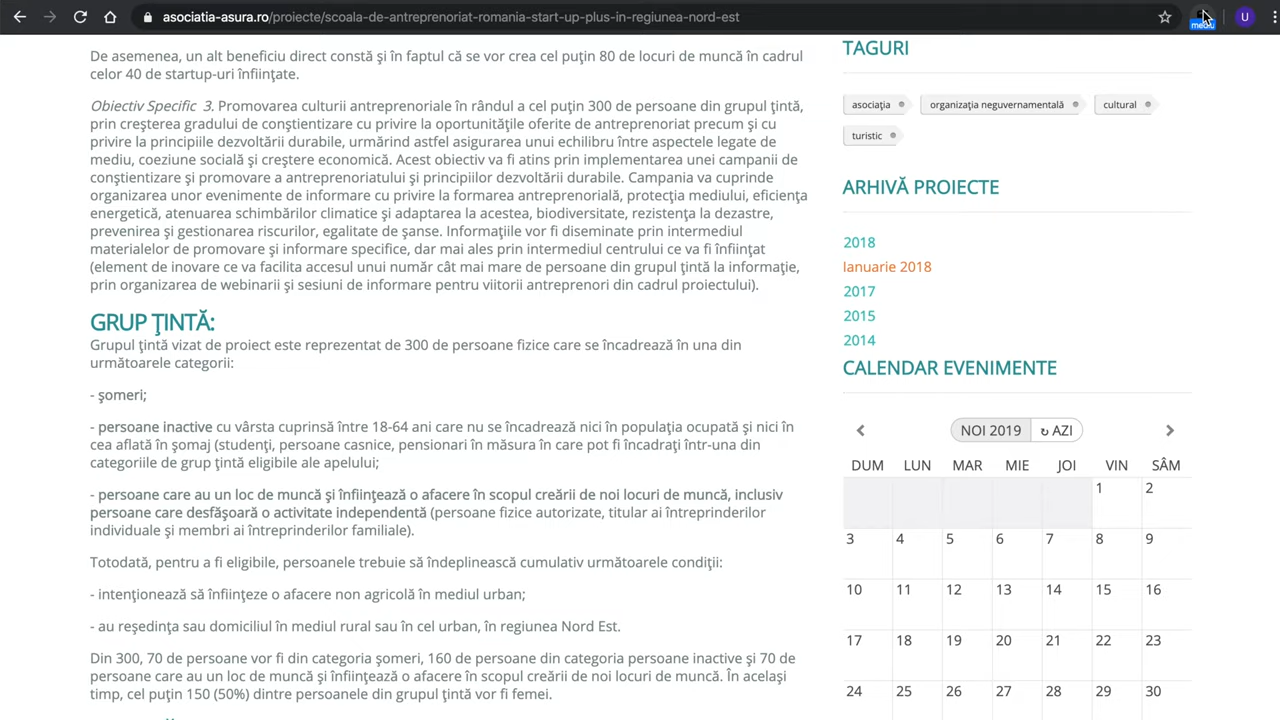 asociatia-asura.ro/proiecte/scoala-de-antreprenoriat-romania-start-up-plus-in-regiunea-nord-est
mediu
U
De asemenea, un alt beneficiu direct constă şi în faptul că se vor crea cel puţin 80 de locuri de muncă în cadrul
celor 40 de startup-uri înfiinţate.
Obiectiv Specific 3. Promovarea culturii antreprenoriale în rândul a cel puţin 300 de persoane din grupul ţintă,
prin creşterea gradului de conştientizare cu privire la oportunităţile oferite de antreprenoriat precum şi cu
privire la principiile dezvoltării durabile, urmărind astfel asigurarea unui echilibru între aspectele legate de
mediu, coeziune socială şi creştere economică. Acest obiectiv va fi atins prin implementarea unei campanii de
conştientizare şi promovare a antreprenoriatului şi principiilor dezvoltării durabile. Campania va cuprinde
organizarea unor evenimente de informare cu privire la formarea antreprenorială, protecţia mediului, eficienţa
energetică, atenuarea schimbărilor climatice şi adaptarea la acestea, biodiversitate, rezistenţa la dezastre,
prevenirea şi gestionarea riscurilor, egalitate de şanse. Informaţiile vor fi diseminate prin intermediul
materialelor de promovare şi informare specifice, dar mai ales prin intermediul centrului ce va fi înfiinţat
(element de inovare ce va facilita accesul unui număr cât mai mare de persoane din grupul ţintă la informaţie,
prin organizarea de webinarii şi sesiuni de informare pentru viitorii antreprenori din cadrul proiectului).
GRUP ŢINTĂ:
Grupul ţintă vizat de proiect este reprezentat de 300 de persoane fizice care se încadrează în una din
următoarele categorii:
- şomeri;
- persoane inactive cu vârsta cuprinsă între 18-64 ani care nu se încadrează nici în populaţia ocupată şi nici în
cea aflată în şomaj (studenţi, persoane casnice, pensionari în măsura în care pot fi încadraţi într-una din
categoriile de grup ţintă eligibile ale apelului;
- persoane care au un loc de muncă şi înfiinţează o afacere în scopul creării de noi locuri de muncă, inclusiv
persoane care desfăşoară o activitate independentă (persoane fizice autorizate, titular ai întreprinderilor
individuale şi membri ai întreprinderilor familiale).
Totodată, pentru a fi eligibile, persoanele trebuie să îndeplinească cumulativ următoarele condiţii:
- intenţionează să înfiinţeze o afacere non agricolă în mediul urban;
- au reşedinţa sau domiciliul în mediul rural sau în cel urban, în regiunea Nord Est.
Din 300, 70 de persoane vor fi din categoria şomeri, 160 de persoane din categoria persoane inactive şi 70 de
persoane care au un loc de muncă şi înfiinţează o afacere în scopul creării de noi locuri de muncă. În acelaşi
timp, cel puţin 150 (50%) dintre persoanele din grupul ţintă vor fi femei.
TAGURI
asociaţia
organizaţia neguvernamentală
cultural
turistic
ARHIVĂ PROIECTE
2018
Ianuarie 2018
2017
2015
2014
CALENDAR EVENIMENTE
NOI 2019 ↻ AZI
DUM LUN MAR MIE JOI VIN SÂM
1 2
3 4 5 6 7 8 9
10 11 12 13 14 15 16
17 18 19 20 21 22 23
24 25 26 27 28 29 30